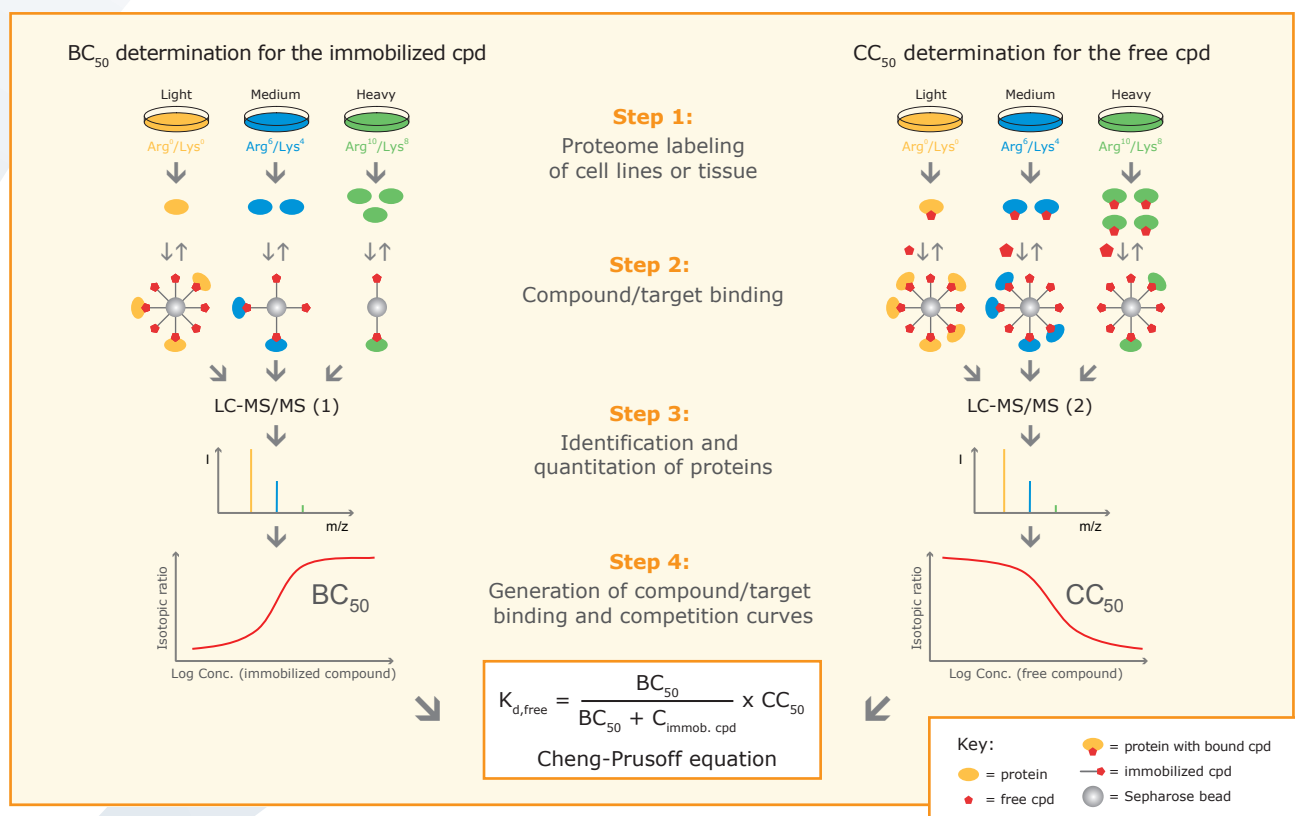 BC₅₀ determination for the immobilized cpd
Light
Medium
Heavy
Arg⁰/Lys⁰
Arg⁶/Lys⁴
Arg¹⁰/Lys⁸
CC₅₀ determination for the free cpd
Light
Medium
Heavy
Arg⁰/Lys⁰
Arg⁶/Lys⁴
Arg¹⁰/Lys⁸
Step 1:
Proteome labeling
of cell lines or tissue
Step 2:
Compound/target binding
LC-MS/MS (1)
LC-MS/MS (2)
Step 3:
Identification and
quantitation of proteins
I
m/z
I
m/z
Step 4:
Generation of compound/target
binding and competition curves
Isotopic ratio
BC₅₀
Log Conc. (immobilized compound)
Isotopic ratio
CC₅₀
Log Conc. (free compound)
K_d,free = BC₅₀ / (BC₅₀ + C_immob. cpd) x CC₅₀
Cheng-Prusoff equation
Key:
= protein
= free cpd
= protein with bound cpd
= immobilized cpd
= Sepharose bead